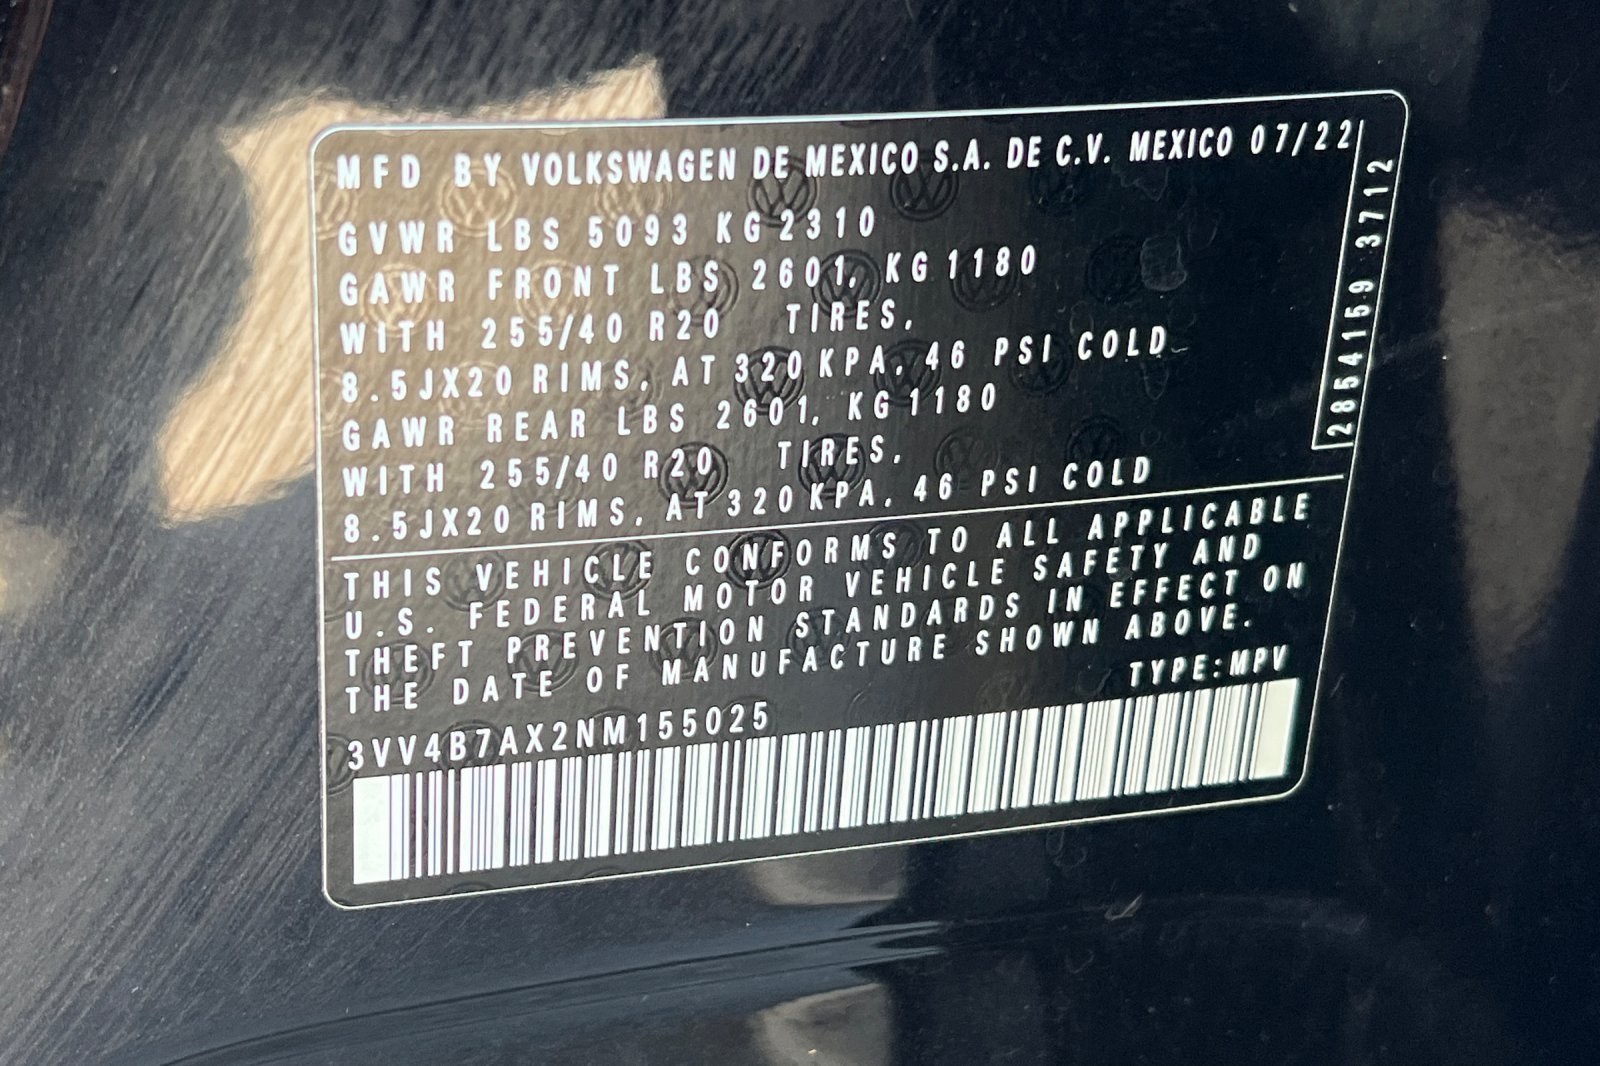 MFD BY VOLKSWAGEN DE MEXICO S.A. DE C.V. MEXICO 07/22
GVWR LBS 5093 KG 2310
GAWR FRONT LBS 2601, KG 1180
WITH 255/40 R20 TIRES,
8.5JX20 RIMS, AT 320 KPA, 46 PSI COLD
GAWR REAR LBS 2601, KG 1180
WITH 255/40 R20 TIRES,
8.5JX20 RIMS, AT 320 KPA, 46 PSI COLD
2854159 3712
THIS VEHICLE CONFORMS TO ALL APPLICABLE
U.S. FEDERAL MOTOR VEHICLE SAFETY AND
THEFT PREVENTION STANDARDS IN EFFECT ON
THE DATE OF MANUFACTURE SHOWN ABOVE.
TYPE:MPV
3VV4B7AX2NM155025